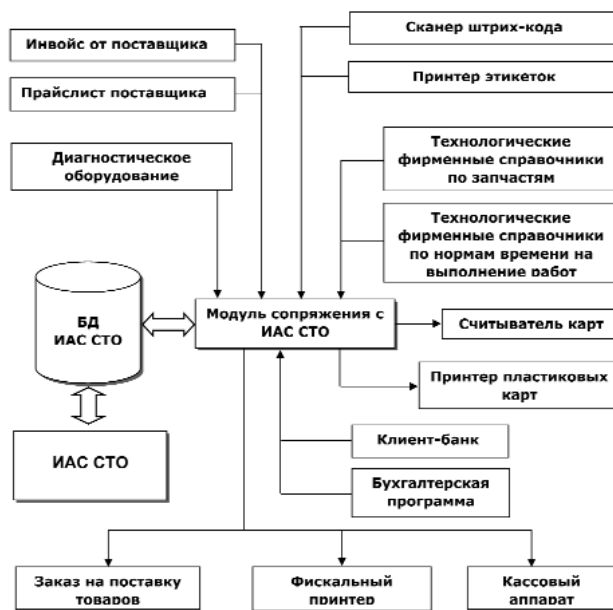 Инвойс от поставщика
Сканер штрих-кода
Принтер этикеток
Прайслист поставщика
Диагностическое
оборудование
Технологические
фирменные справочники
по запчастям
Технологические
фирменные справочники
по нормам времени на
выполнение работ
БД
ИАС СТО
Модуль сопряжения с
ИАС СТО
Считыватель карт
Принтер пластиковых
карт
ИАС СТО
Клиент-банк
Бухгалтерская
программа
Заказ на поставку
товаров
Фискальный
принтер
Кассовый
аппарат